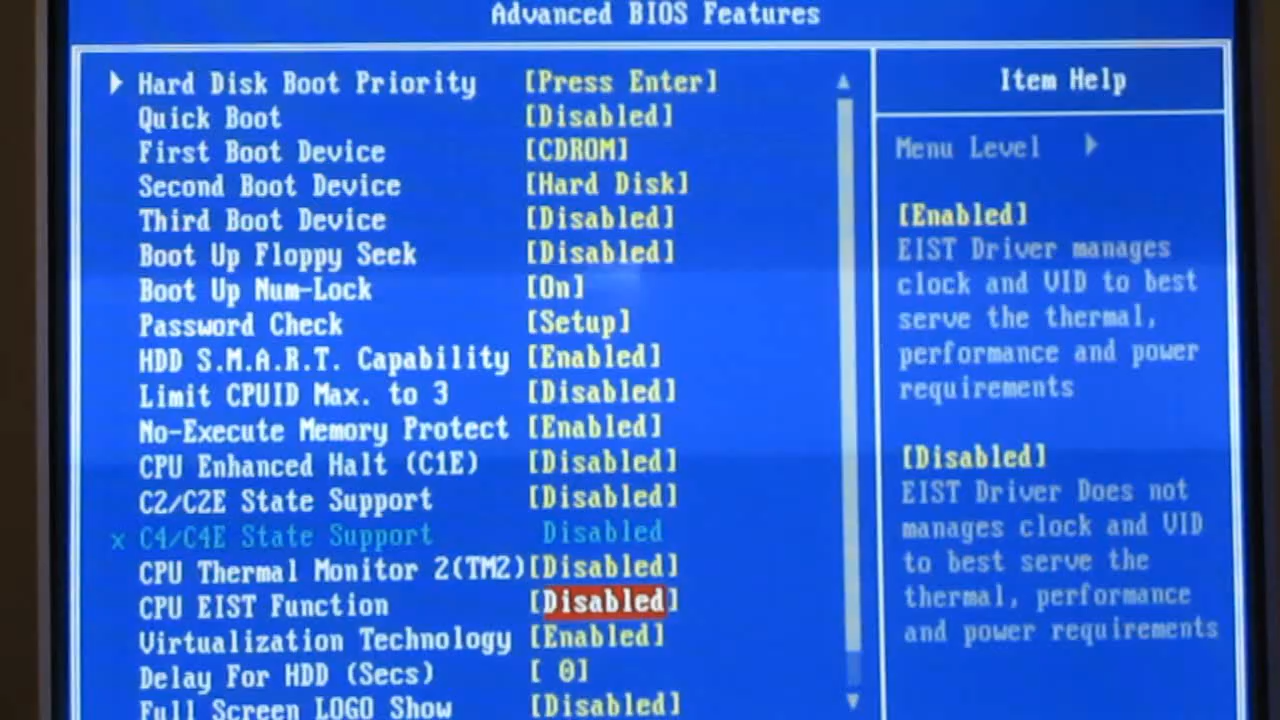 Advanced BIOS Features
Hard Disk Boot Priority [Press Enter]
Quick Boot [Disabled]
First Boot Device [CDROM]
Second Boot Device [Hard Disk]
Third Boot Device [Disabled]
Boot Up Floppy Seek [Disabled]
Boot Up Num-Lock [On]
Password Check [Setup]
HDD S.M.A.R.T. Capability [Enabled]
Limit CPUID Max. to 3 [Disabled]
No-Execute Memory Protect [Enabled]
CPU Enhanced Halt (C1E) [Disabled]
C2/C2E State Support [Disabled]
x C4/C4E State Support Disabled
CPU Thermal Monitor 2(TM2) [Disabled]
CPU EIST Function [Disabled]
Virtualization Technology [Enabled]
Delay For HDD (Secs) [ 0]
Full Screen LOGO Show [Disabled]
Item Help
Menu Level
[Enabled]
EIST Driver manages
clock and VID to best
serve the thermal,
performance and power
requirements
[Disabled]
EIST Driver Does not
manages clock and VID
to best serve the
thermal, performance
and power requirements